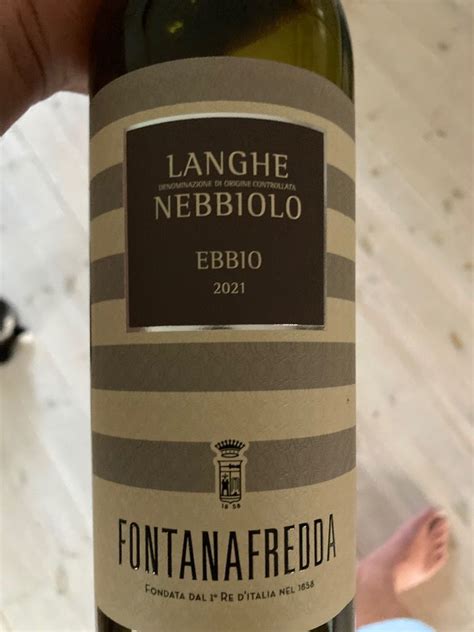 LANGHE
DENOMINAZIONE DI ORIGINE CONTROLLATA
NEBBIOLO
EBBIO
2021
18 58
FONTANAFREDDA
FONDATA DAL 1° RE D'ITALIA NEL 1858